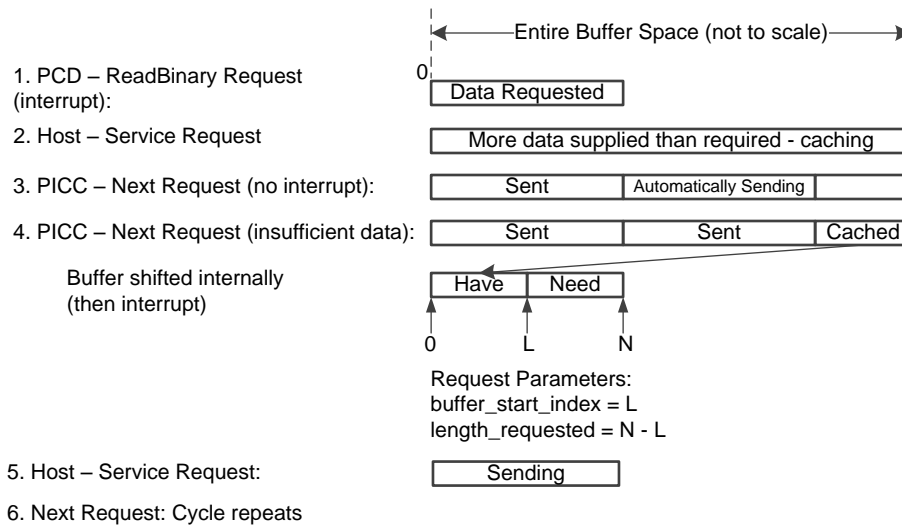 Entire Buffer Space (not to scale)
0
1. PCD – ReadBinary Request
(interrupt):
Data Requested
2. Host – Service Request
More data supplied than required - caching
3. PICC – Next Request (no interrupt):
Sent
Automatically Sending
4. PICC – Next Request (insufficient data):
Sent
Sent
Cached
Buffer shifted internally
(then interrupt)
Have
Need
0
L
N
Request Parameters:
buffer_start_index = L
length_requested = N - L
5. Host – Service Request:
Sending
6. Next Request: Cycle repeats